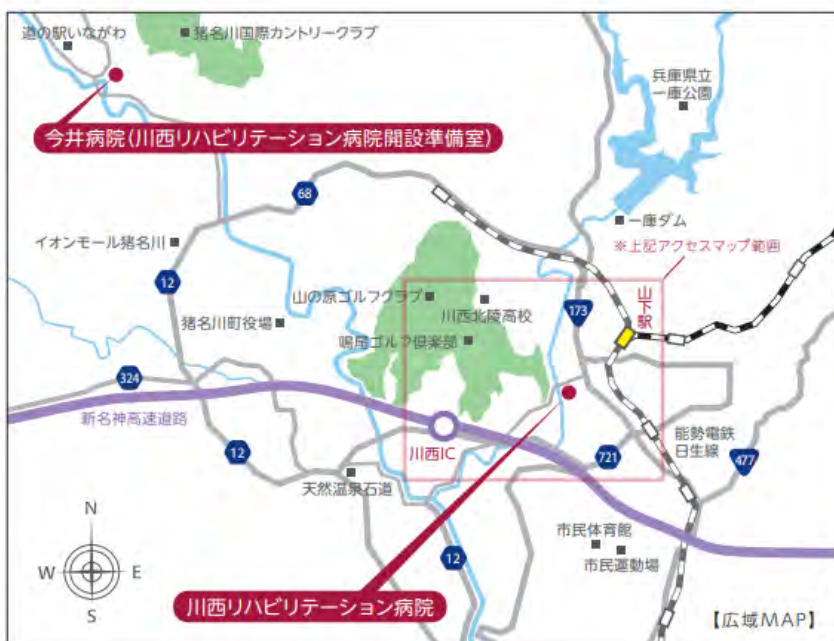 道の駅いながわ
猪名川国際カントリークラブ
兵庫県立
一庫公園
今井病院(川西リハビリテーション病院開設準備室)
68
一庫ダム
イオンモール猪名川
※上記アクセスマップ範囲
12
山の原ゴルフクラブ
川西北陵高校
173
山下駅
猪名川町役場
鳴尾ゴルフ倶楽部
324
新名神高速道路
川西IC
能勢電鉄
日生線
12
721
477
天然温泉石道
N
W
E
S
12
市民体育館
市民運動場
川西リハビリテーション病院
【広域MAP】